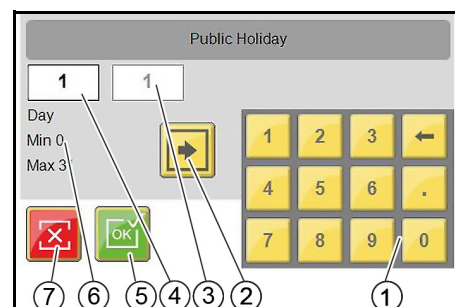 Public Holiday
1 1
Day
Min 0
Max 3
1 2 3 ←
4 5 6 .
7 8 9 0
OK
7 6 5 4 3 2 1